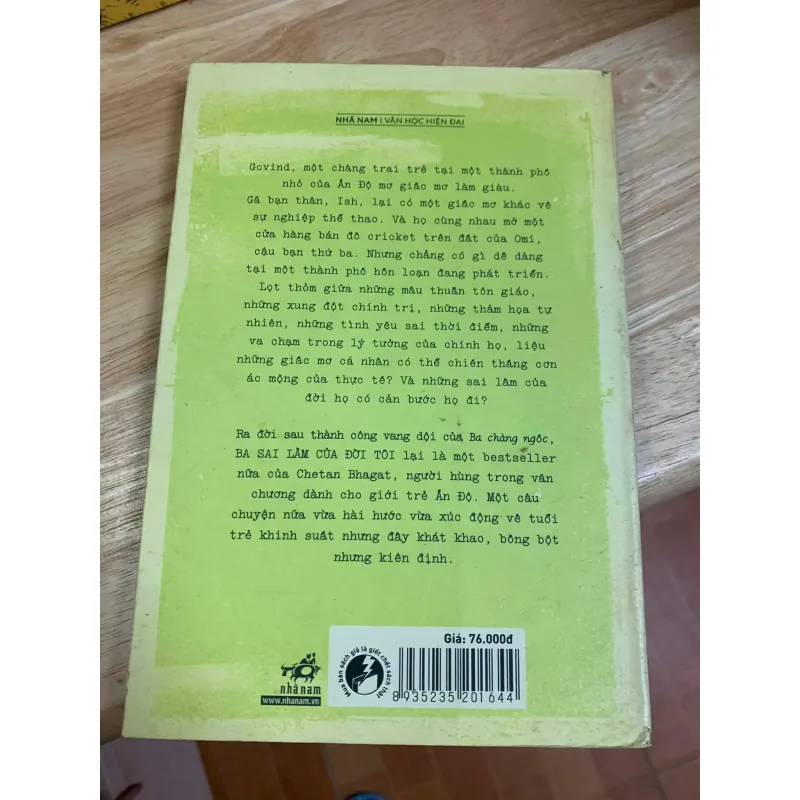 NHÃ NAM | VĂN HỌC HIỆN ĐẠI
Govind, một chàng trai trẻ tại một thành phố
nhỏ của Ấn Độ mơ giấc mơ làm giàu.
Gã bạn thân, Ish, lại có một giấc mơ khác về
sự nghiệp thể thao. Và họ cùng nhau mở một
cửa hàng bán đồ cricket trên đất của Omi,
cậu bạn thứ ba. Nhưng chẳng có gì dễ dàng
tại một thành phố hỗn loạn đang phát triển.
Lọt thỏm giữa những mâu thuẫn tôn giáo,
những xung đột chính trị, những thảm họa tự
nhiên, những tình yêu sai thời điểm, những
va chạm trong lý tưởng của chính họ, liệu
những giấc mơ cá nhân có thể chiến thắng cơn
ác mộng của thực tế? Và những sai lầm của
đời họ có cản bước họ đi?
Ra đời sau thành công vang dội của Ba chàng ngốc,
BA SAI LẦM CỦA ĐỜI TÔI lại là một bestseller
nữa của Chetan Bhagat, người hùng trong văn
chương dành cho giới trẻ Ấn Độ. Một câu
chuyện nữa vừa hài hước vừa xúc động về tuổi
trẻ khinh suất nhưng đầy khát khao, bồng bột
nhưng kiên định.
nhã nam
www.nhanam.vn
Mua bán sách giả là giết chết sách thật
Giá: 76.000đ
8 935235 201644